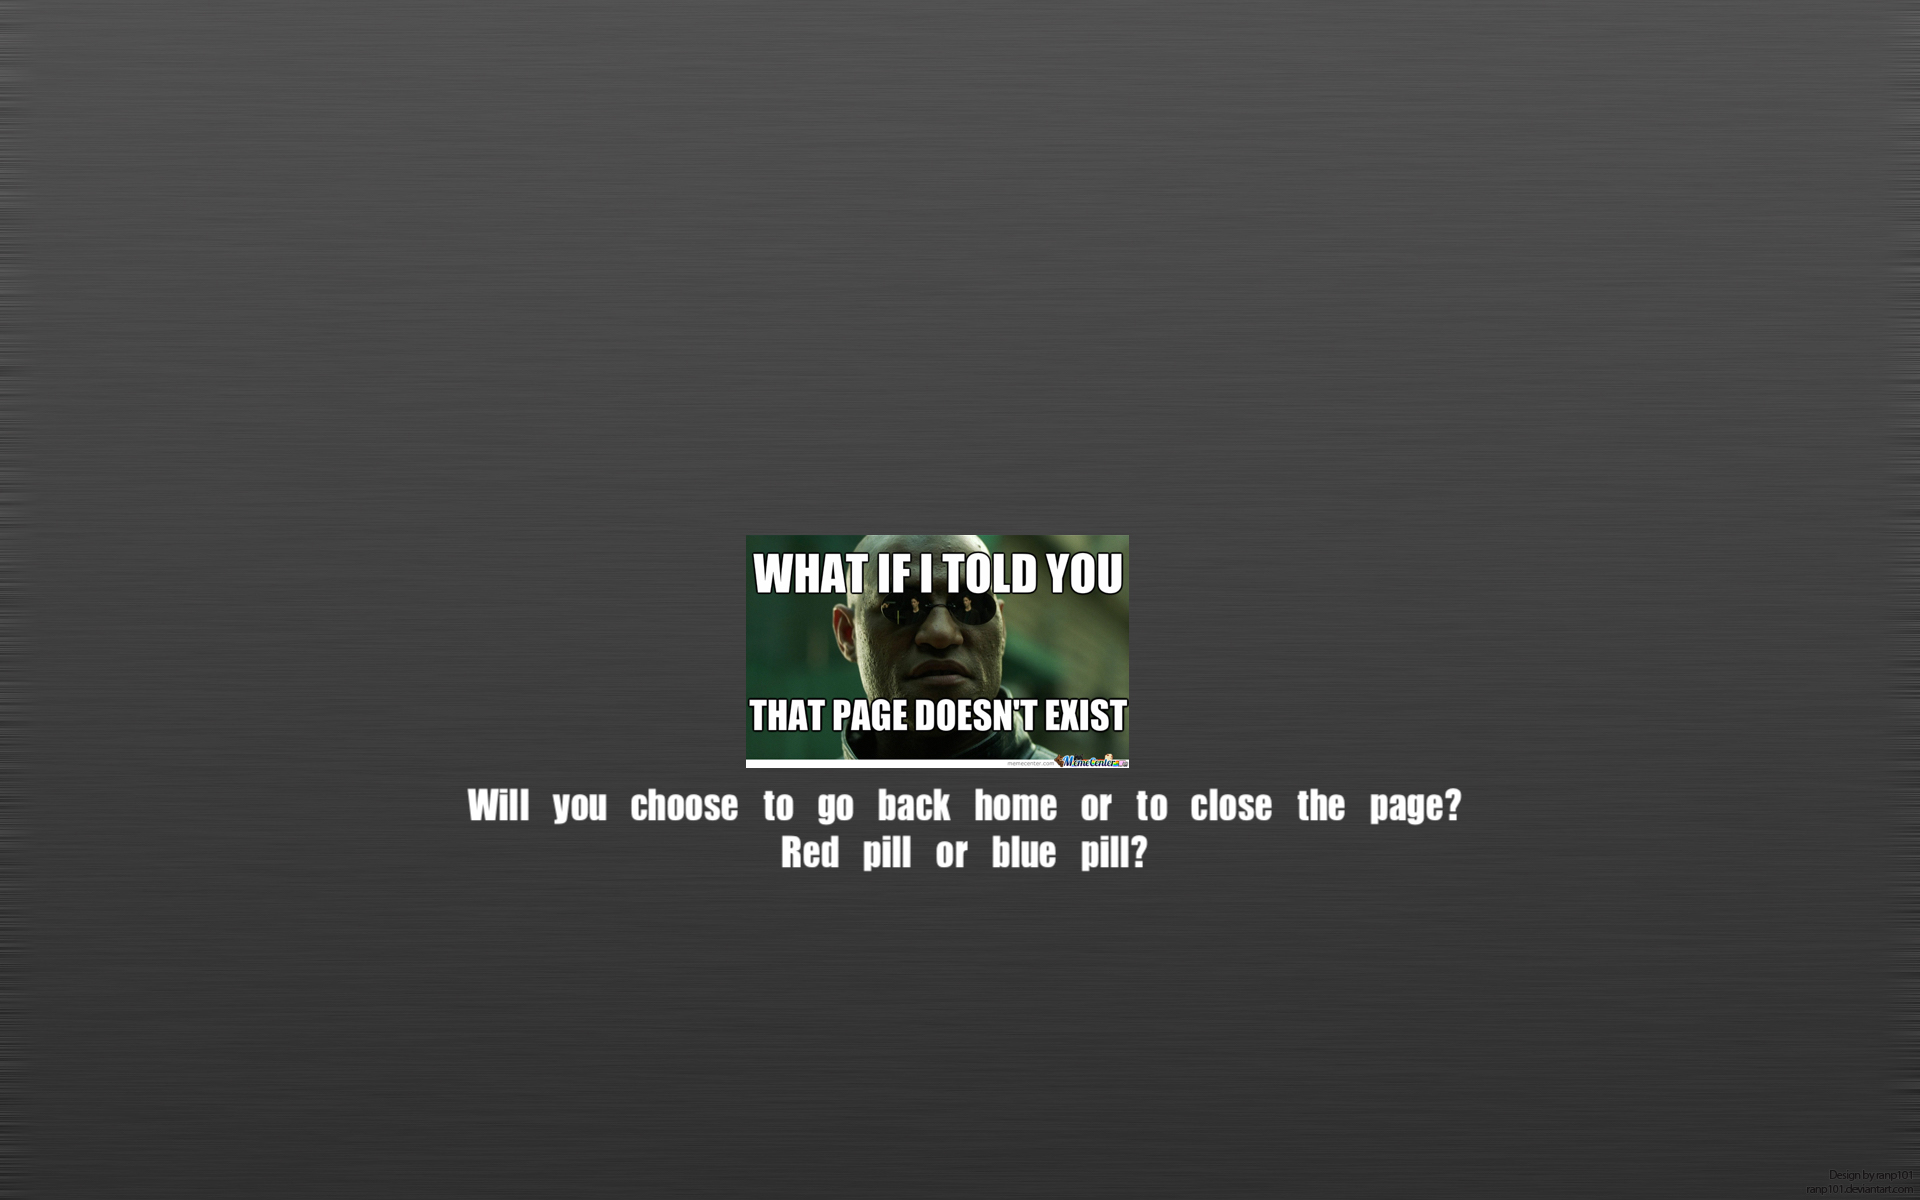 WHAT IF I TOLD YOU
THAT PAGE DOESN'T EXIST
memecenter.com MemeCenter
Will you choose to go back home or to close the page?
Red pill or blue pill?
Design by ranp101
ranp101.deviantart.com